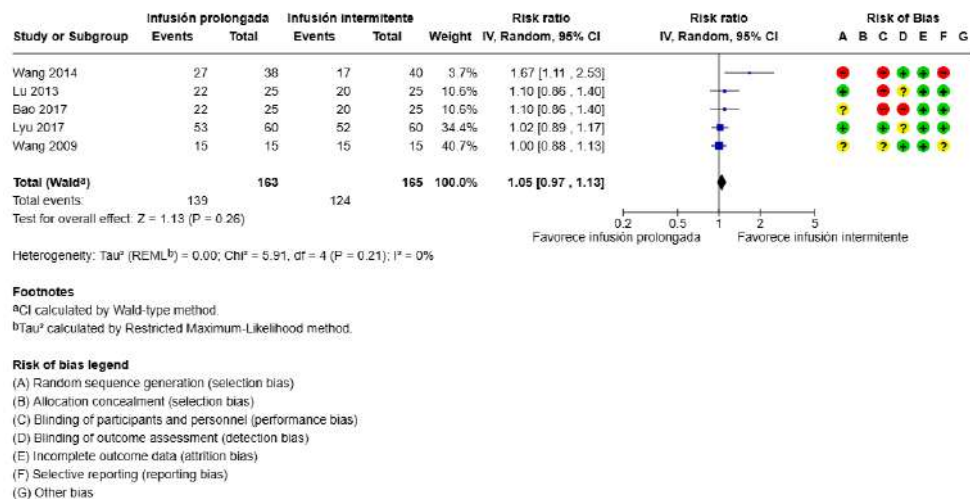 Infusión prolongada Infusión intermitente Risk ratio Risk ratio Risk of Bias
Study or Subgroup Events Total Events Total Weight IV, Random, 95% CI IV, Random, 95% CI A B C D E F G
Wang 2014 27 38 17 40 3.7% 1.67 [1.11 , 2.53] - - + + -
Lu 2013 22 25 20 25 10.6% 1.10 [0.86 , 1.40] + - ? + +
Bao 2017 22 25 20 25 10.6% 1.10 [0.86 , 1.40] ? - - + +
Lyu 2017 53 60 52 60 34.4% 1.02 [0.89 , 1.17] + + ? + +
Wang 2009 15 15 15 15 40.7% 1.00 [0.88 , 1.13] ? ? + + ?
Total (Waldª) 163 165 100.0% 1.05 [0.97 , 1.13]
Total events: 139 124
Test for overall effect: Z = 1.13 (P = 0.26)
0.2 0.5 1 2 5
Favorece infusión prolongada Favorece infusión intermitente
Heterogeneity: Tau² (REMLᵇ) = 0.00; Chi² = 5.91, df = 4 (P = 0.21); I² = 0%
Footnotes
ªCI calculated by Wald-type method.
ᵇTau² calculated by Restricted Maximum-Likelihood method.
Risk of bias legend
(A) Random sequence generation (selection bias)
(B) Allocation concealment (selection bias)
(C) Blinding of participants and personnel (performance bias)
(D) Blinding of outcome assessment (detection bias)
(E) Incomplete outcome data (attrition bias)
(F) Selective reporting (reporting bias)
(G) Other bias